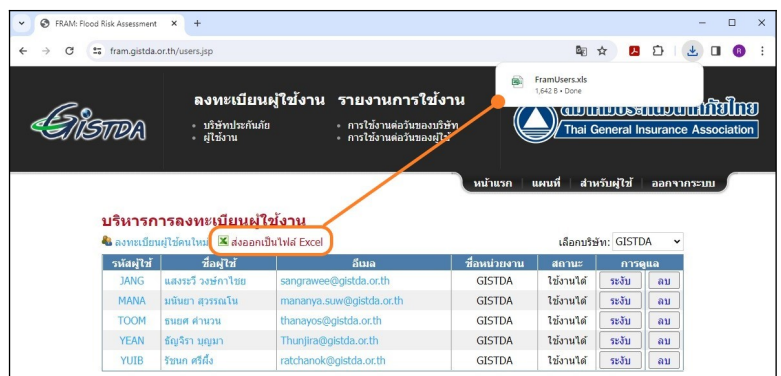 FRAM: Flood Risk Assessment
fram.gistda.or.th/users.jsp
FramUsers.xls
1,642 B • Done
GISTDA
ลงทะเบียนผู้ใช้งาน
• บริษัทประกันภัย
• ผู้ใช้งาน
รายงานการใช้งาน
• การใช้งานต่อวันของบริษัท
• การใช้งานต่อวันของผู้ใช้
Thai General Insurance Association
หน้าแรก แผนที่ สำหรับผู้ใช้ ออกจากระบบ
บริหารการลงทะเบียนผู้ใช้งาน
ลงทะเบียนผู้ใช้คนใหม่ ส่งออกเป็นไฟล์ Excel เลือกบริษัท: GISTDA
รหัสผู้ใช้ ชื่อผู้ใช้ อีเมล ชื่อหน่วยงาน สถานะ การดูแล
JANG แสงระวี วงษ์กาไชย sangrawee@gistda.or.th GISTDA ใช้งานได้ ระงับ ลบ
MANA มนันยา สุวรรณโน mananya.suw@gistda.or.th GISTDA ใช้งานได้ ระงับ ลบ
TOOM ธนยศ คำนวน thanayos@gistda.or.th GISTDA ใช้งานได้ ระงับ ลบ
YEAN ธัญจิรา บุญมา Thunjira@gistda.or.th GISTDA ใช้งานได้ ระงับ ลบ
YUIB รัชนก ศรีผึ้ง ratchanok@gistda.or.th GISTDA ใช้งานได้ ระงับ ลบ